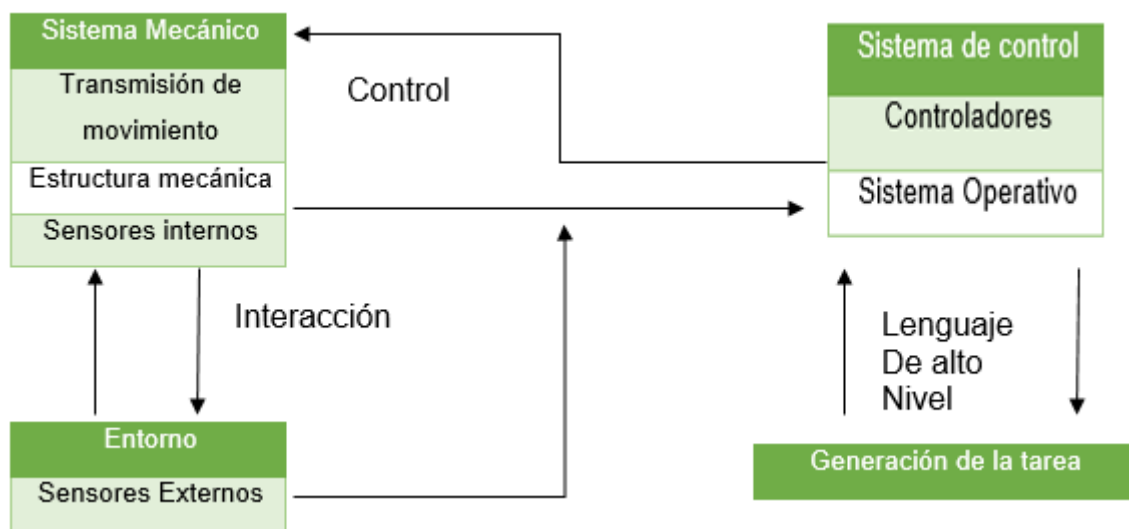 Sistema Mecánico
Transmisión de
movimiento
Estructura mecánica
Sensores internos
Control
Sistema de control
Controladores
Sistema Operativo
Interacción
Lenguaje
De alto
Nivel
Entorno
Sensores Externos
Generación de la tarea